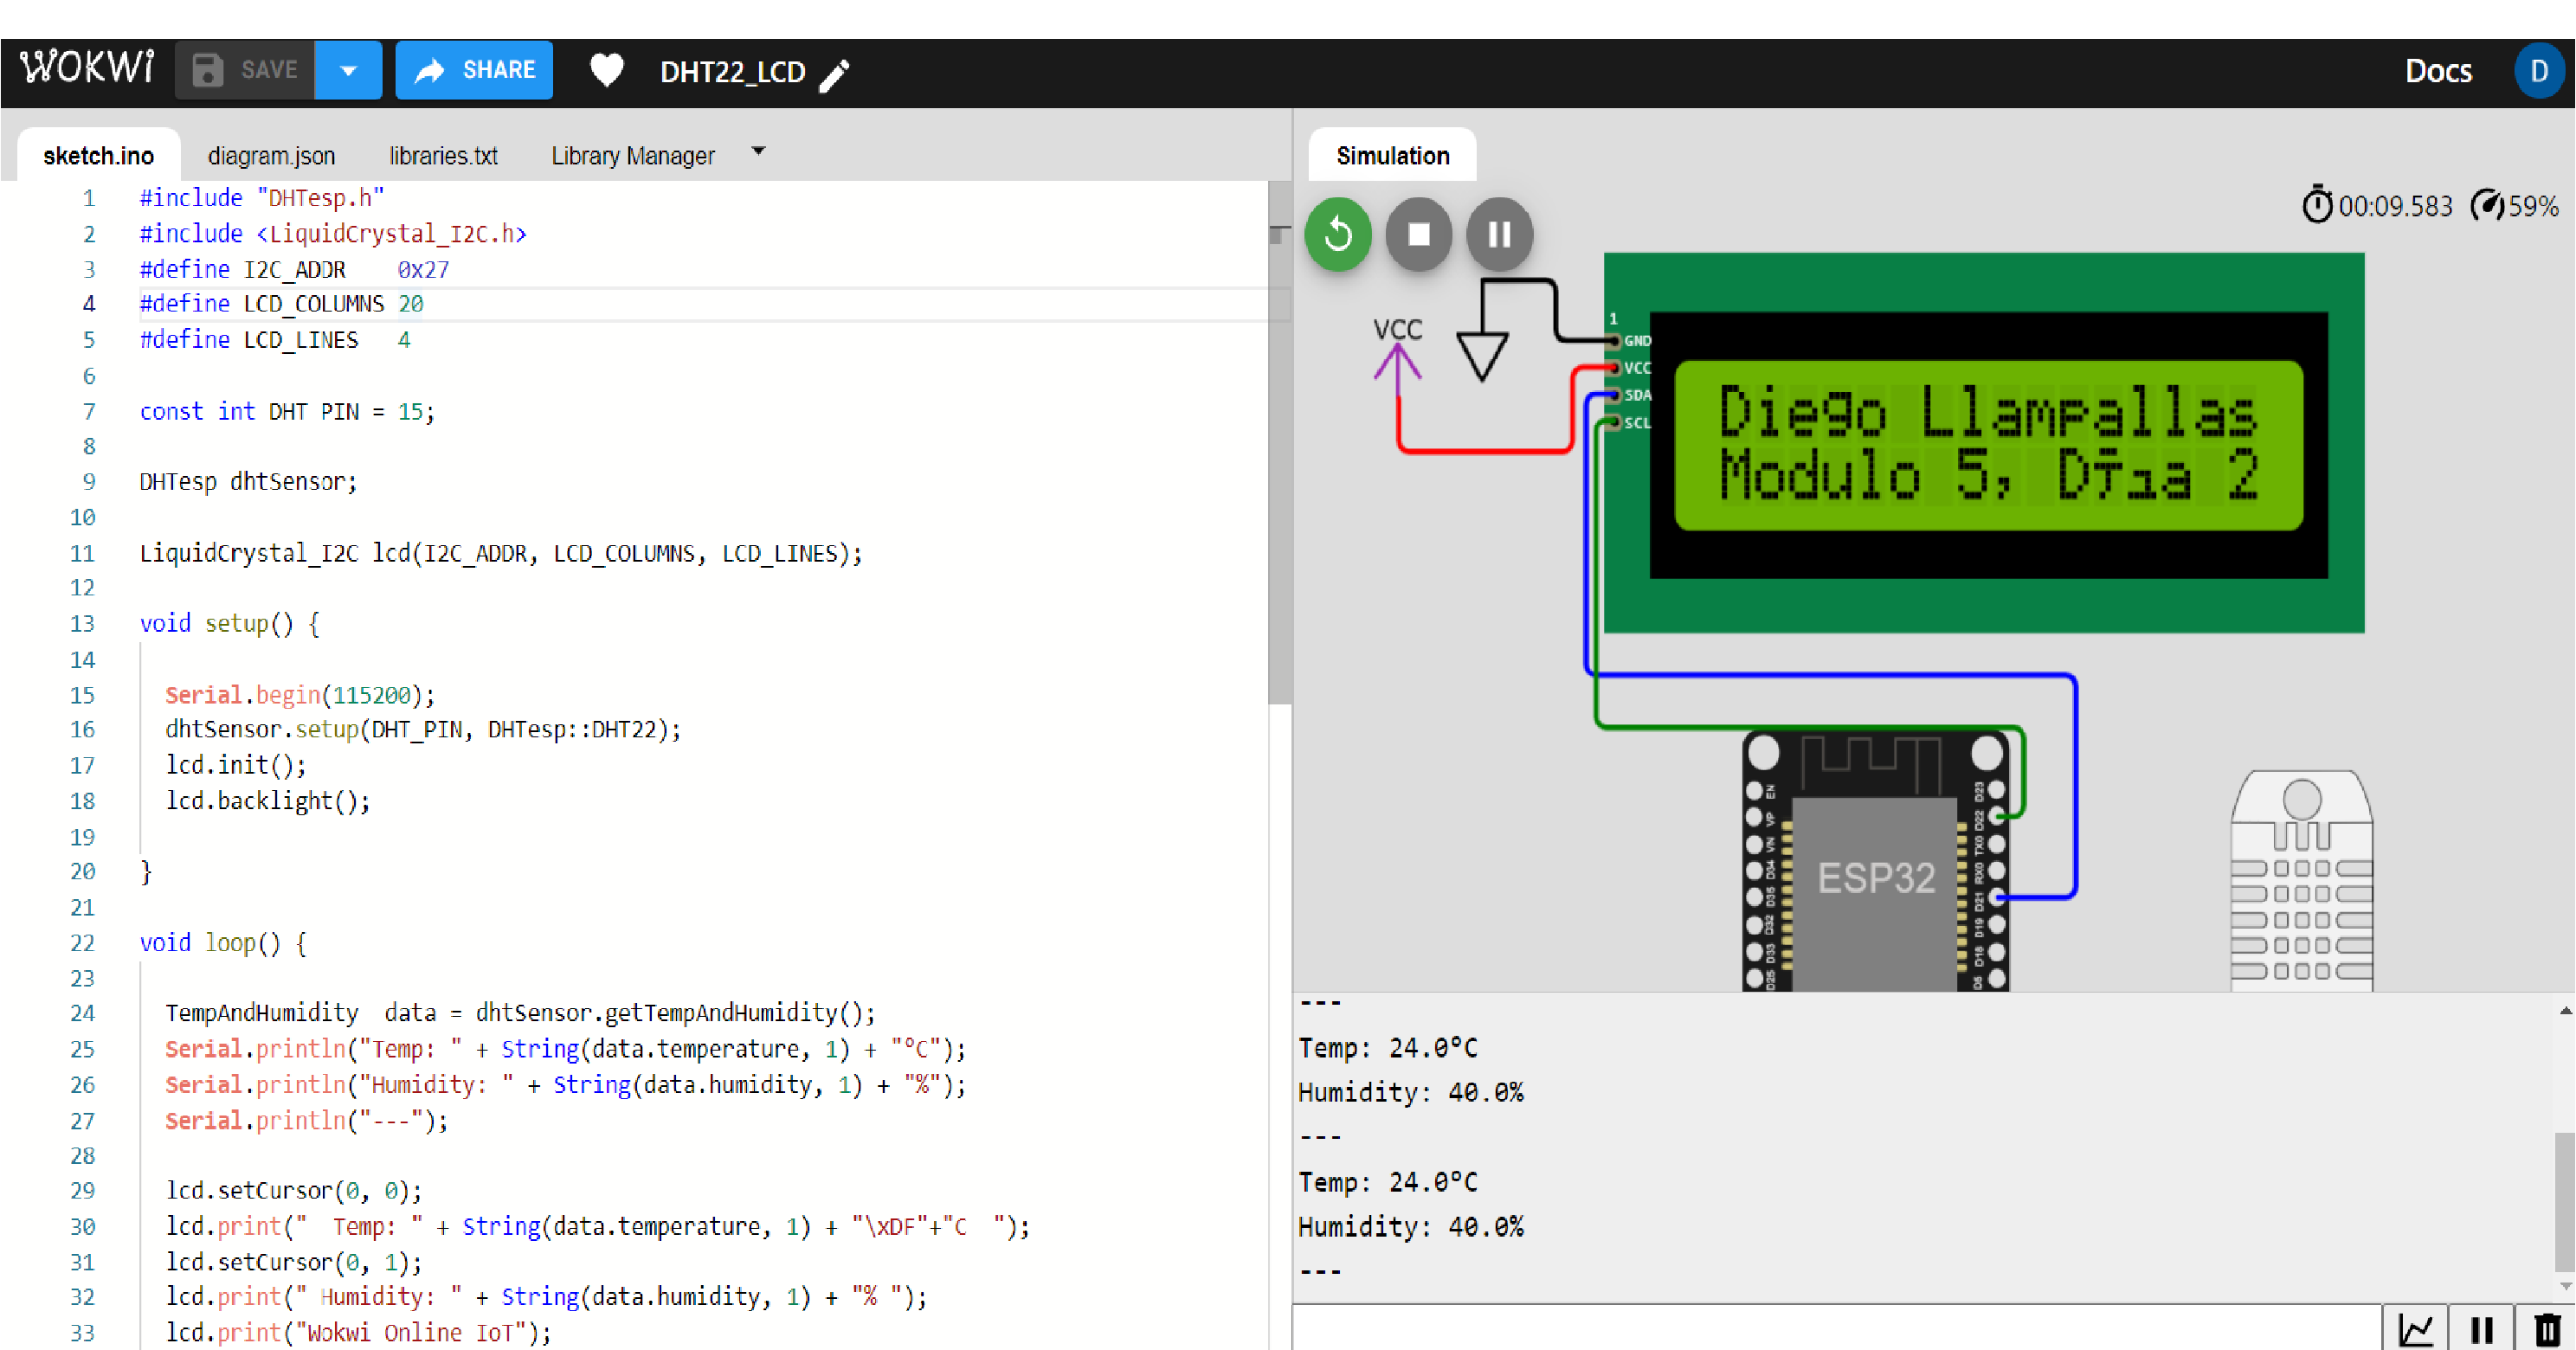 WOKWi SAVE SHARE DHT22_LCD Docs D
sketch.ino diagram.json libraries.txt Library Manager
1 #include "DHTesp.h"
2 #include <LiquidCrystal_I2C.h>
3 #define I2C_ADDR    0x27
4 #define LCD_COLUMNS 20
5 #define LCD_LINES   4
6
7 const int DHT_PIN = 15;
8
9 DHTesp dhtSensor;
10
11 LiquidCrystal_I2C lcd(I2C_ADDR, LCD_COLUMNS, LCD_LINES);
12
13 void setup() {
14
15   Serial.begin(115200);
16   dhtSensor.setup(DHT_PIN, DHTesp::DHT22);
17   lcd.init();
18   lcd.backlight();
19
20 }
21
22 void loop() {
23
24   TempAndHumidity  data = dhtSensor.getTempAndHumidity();
25   Serial.println("Temp: " + String(data.temperature, 1) + "°C");
26   Serial.println("Humidity: " + String(data.humidity, 1) + "%");
27   Serial.println("---");
28
29   lcd.setCursor(0, 0);
30   lcd.print("  Temp: " + String(data.temperature, 1) + "\xDF"+"C  ");
31   lcd.setCursor(0, 1);
32   lcd.print(" Humidity: " + String(data.humidity, 1) + "% ");
33   lcd.print("Wokwi Online IoT");
Simulation
00:09.583 59%
VCC
1
GND
VCC
SDA
SCL
Diego Llampallas
Modulo 5, Dテュa 2
ESP32
EN
VP
VN
D34
D35
D32
D33
D25
D23
D22
TX0
RX0
D21
D19
D18
D5
---
Temp: 24.0°C
Humidity: 40.0%
---
Temp: 24.0°C
Humidity: 40.0%
---